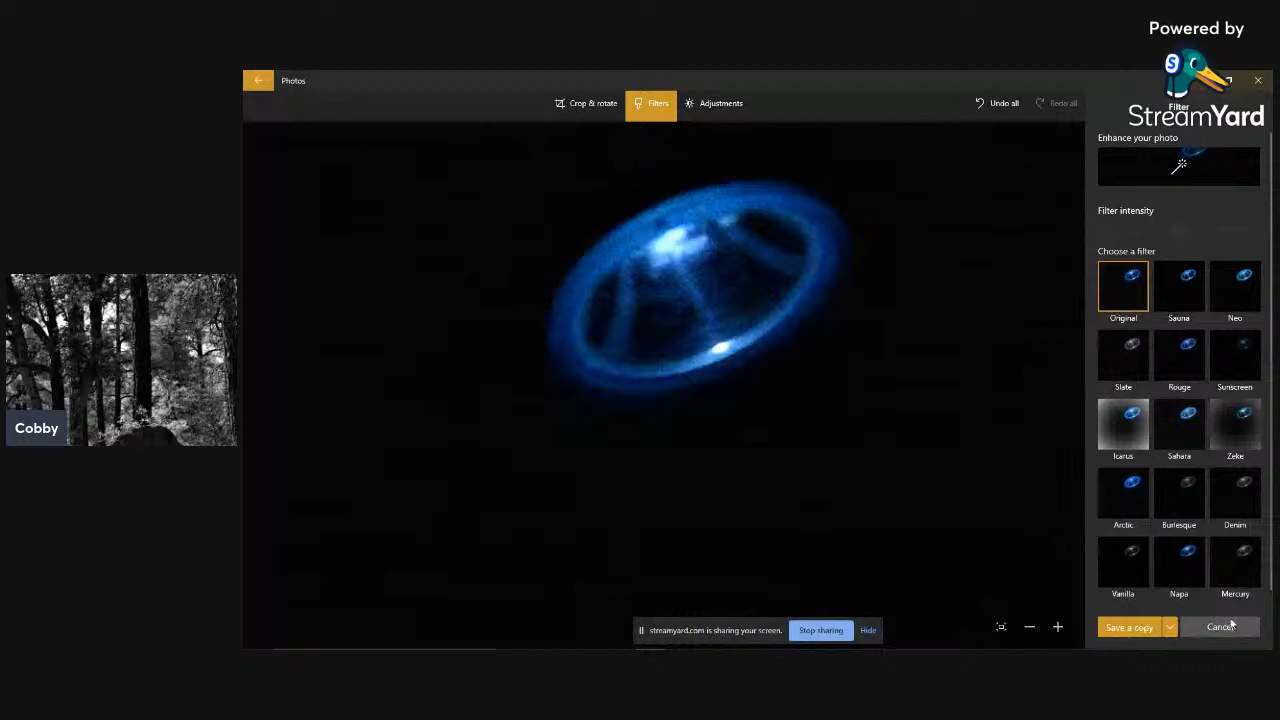 Powered by
S
StreamYard
Photos
Crop & rotate
Filters
Adjustments
Undo all
Redo all
Filter
Enhance your photo
Filter intensity
Choose a filter
Original Sauna Neo
Slate Rouge Sunscreen
Icarus Sahara Zeke
Arctic Burlesque Denim
Vanilla Napa Mercury
Cobby
streamyard.com is sharing your screen.
Stop sharing
Hide
Save a copy
Cancel